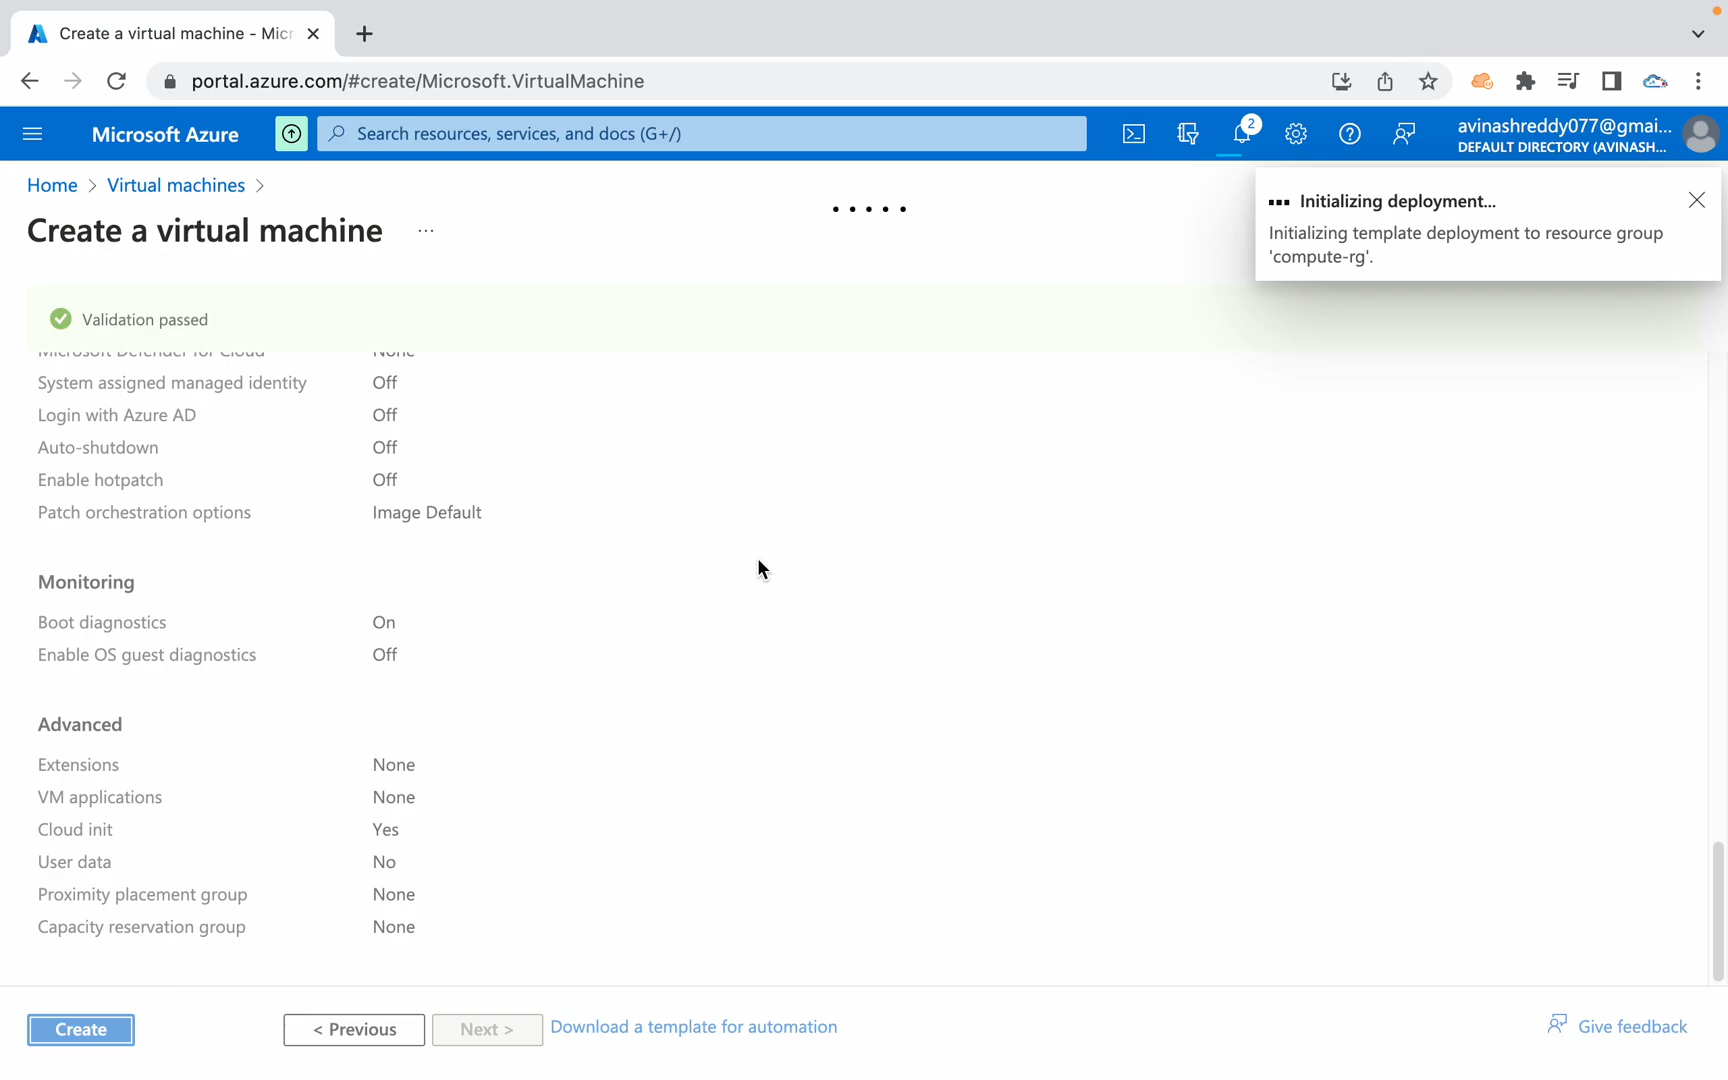 Create a virtual machine - Micr
portal.azure.com/#create/Microsoft.VirtualMachine
Microsoft Azure
Search resources, services, and docs (G+/)
2
avinashreddy077@gmai...
DEFAULT DIRECTORY (AVINASH...
Home > Virtual machines >
Create a virtual machine ...
Initializing deployment...
Initializing template deployment to resource group
'compute-rg'.
Validation passed
Microsoft Defender for Cloud None
System assigned managed identity Off
Login with Azure AD Off
Auto-shutdown Off
Enable hotpatch Off
Patch orchestration options Image Default
Monitoring
Boot diagnostics On
Enable OS guest diagnostics Off
Advanced
Extensions None
VM applications None
Cloud init Yes
User data No
Proximity placement group None
Capacity reservation group None
Create
< Previous
Next >
Download a template for automation
Give feedback